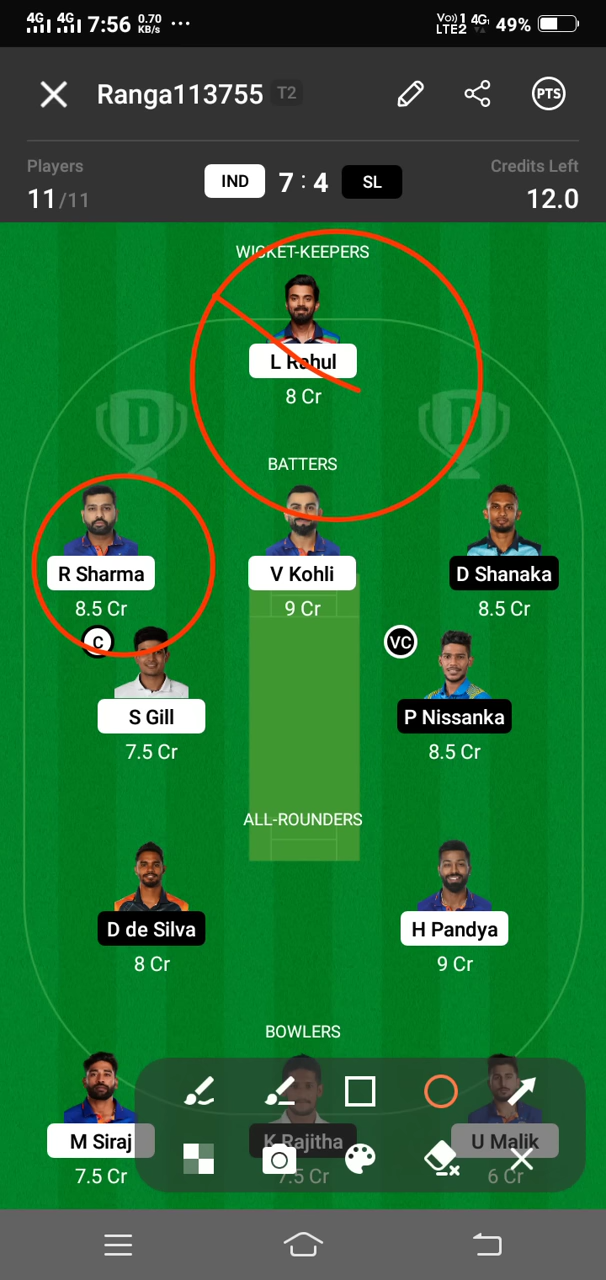 4G 4G 7:56 0.70 KB/s ... Vo) 1 LTE2 4G 49%
Ranga113755 T2 PTS
Players Credits Left
11/11 IND 7 : 4 SL 12.0
WICKET-KEEPERS
L Rahul
8 Cr
BATTERS
R Sharma V Kohli D Shanaka
8.5 Cr 9 Cr 8.5 Cr
C VC
S Gill P Nissanka
7.5 Cr 8.5 Cr
ALL-ROUNDERS
D de Silva H Pandya
8 Cr 9 Cr
BOWLERS
M Siraj K Rajitha U Malik
7.5 Cr 7.5 Cr 6 Cr